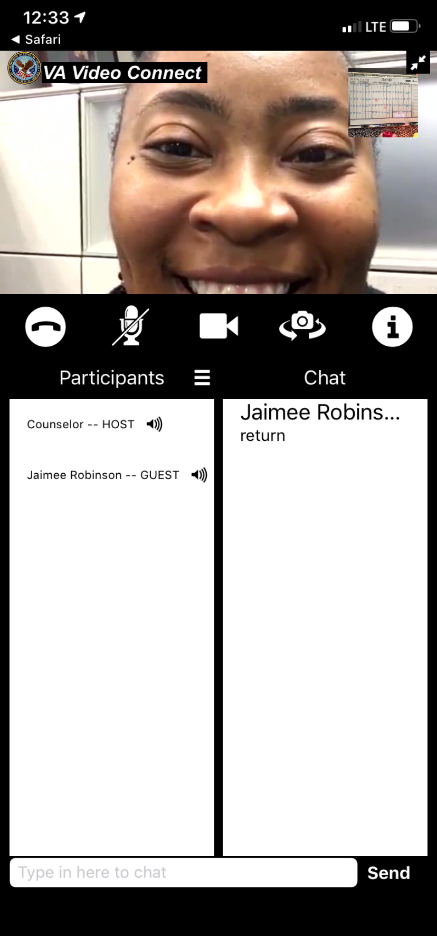 12:33
LTE
Safari
VA Video Connect
Participants
Chat
Counselor -- HOST
Jaimee Robinson -- GUEST
Jaimee Robins...
return
Type in here to chat
Send